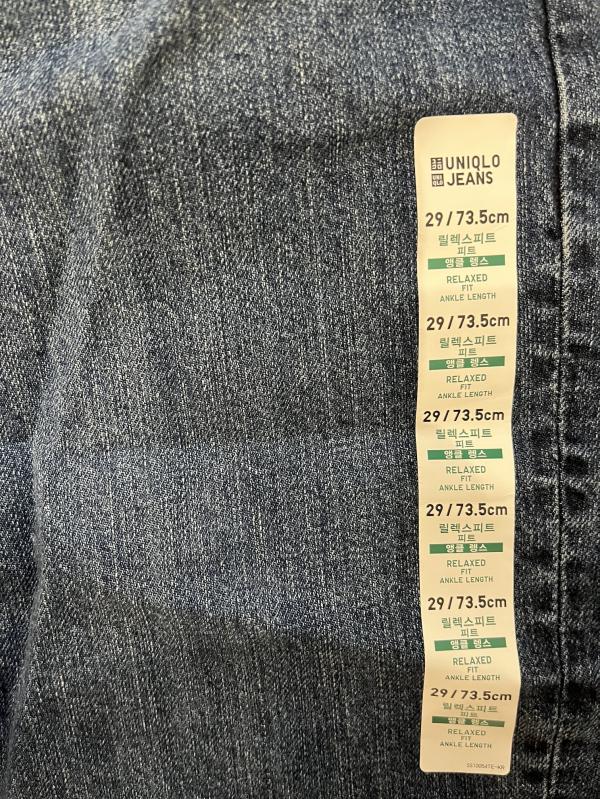 UNIQLO
JEANS
29/73.5cm
릴렉스피트
피트
앵클 렝스
RELAXED
FIT
ANKLE LENGTH
29/73.5cm
릴렉스피트
피트
앵클 렝스
RELAXED
FIT
ANKLE LENGTH
29/73.5cm
릴렉스피트
피트
앵클 렝스
RELAXED
FIT
ANKLE LENGTH
29/73.5cm
릴렉스피트
피트
앵클 렝스
RELAXED
FIT
ANKLE LENGTH
29/73.5cm
릴렉스피트
피트
앵클 렝스
RELAXED
FIT
ANKLE LENGTH
29/73.5cm
릴렉스피트
피트
앵클 렝스
RELAXED
FIT
ANKLE LENGTH